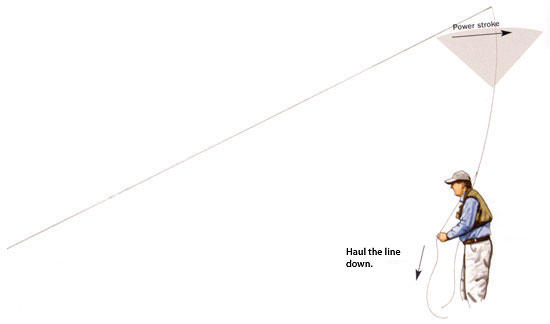 Power stroke
Haul the line
down.